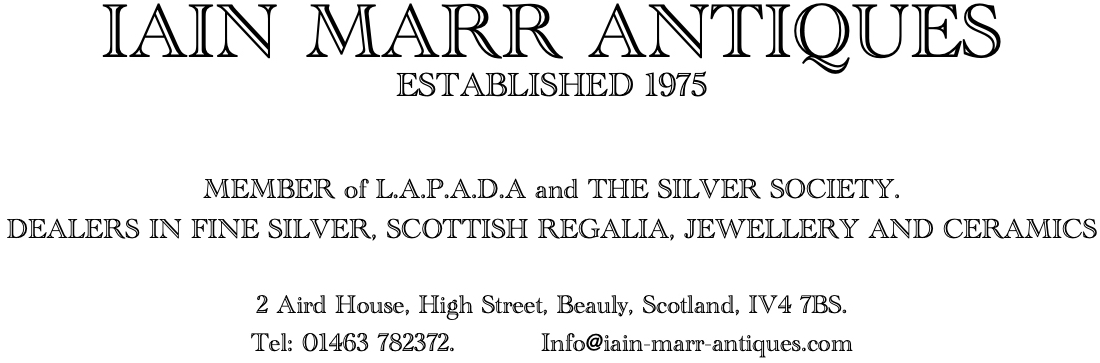 IAIN MARR ANTIQUES
ESTABLISHED 1975
MEMBER of L.A.P.A.D.A and THE SILVER SOCIETY.
DEALERS IN FINE SILVER, SCOTTISH REGALIA, JEWELLERY AND CERAMICS
2 Aird House, High Street, Beauly, Scotland, IV4 7BS.
Tel: 01463 782372. Info@iain-marr-antiques.com